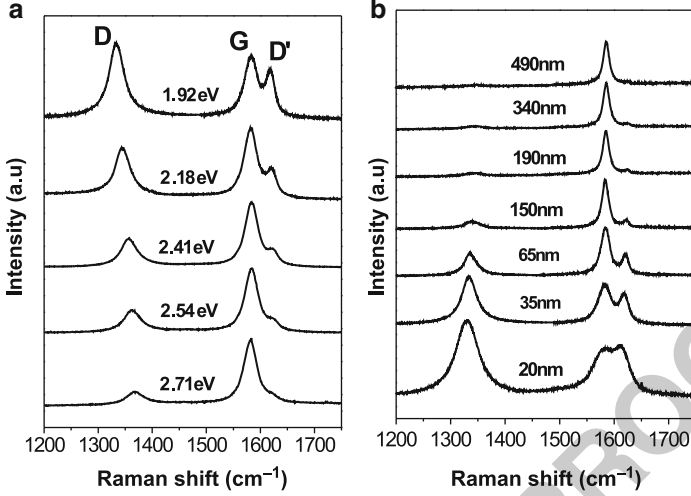 a
D
G
D'
1.92eV
2.18eV
2.41eV
2.54eV
2.71eV
Intensity (a.u)
1200 1300 1400 1500 1600 1700
Raman shift (cm⁻¹)
b
490nm
340nm
190nm
150nm
65nm
35nm
20nm
Intensity (a.u)
1200 1300 1400 1500 1600 1700
Raman shift (cm⁻¹)
PROO